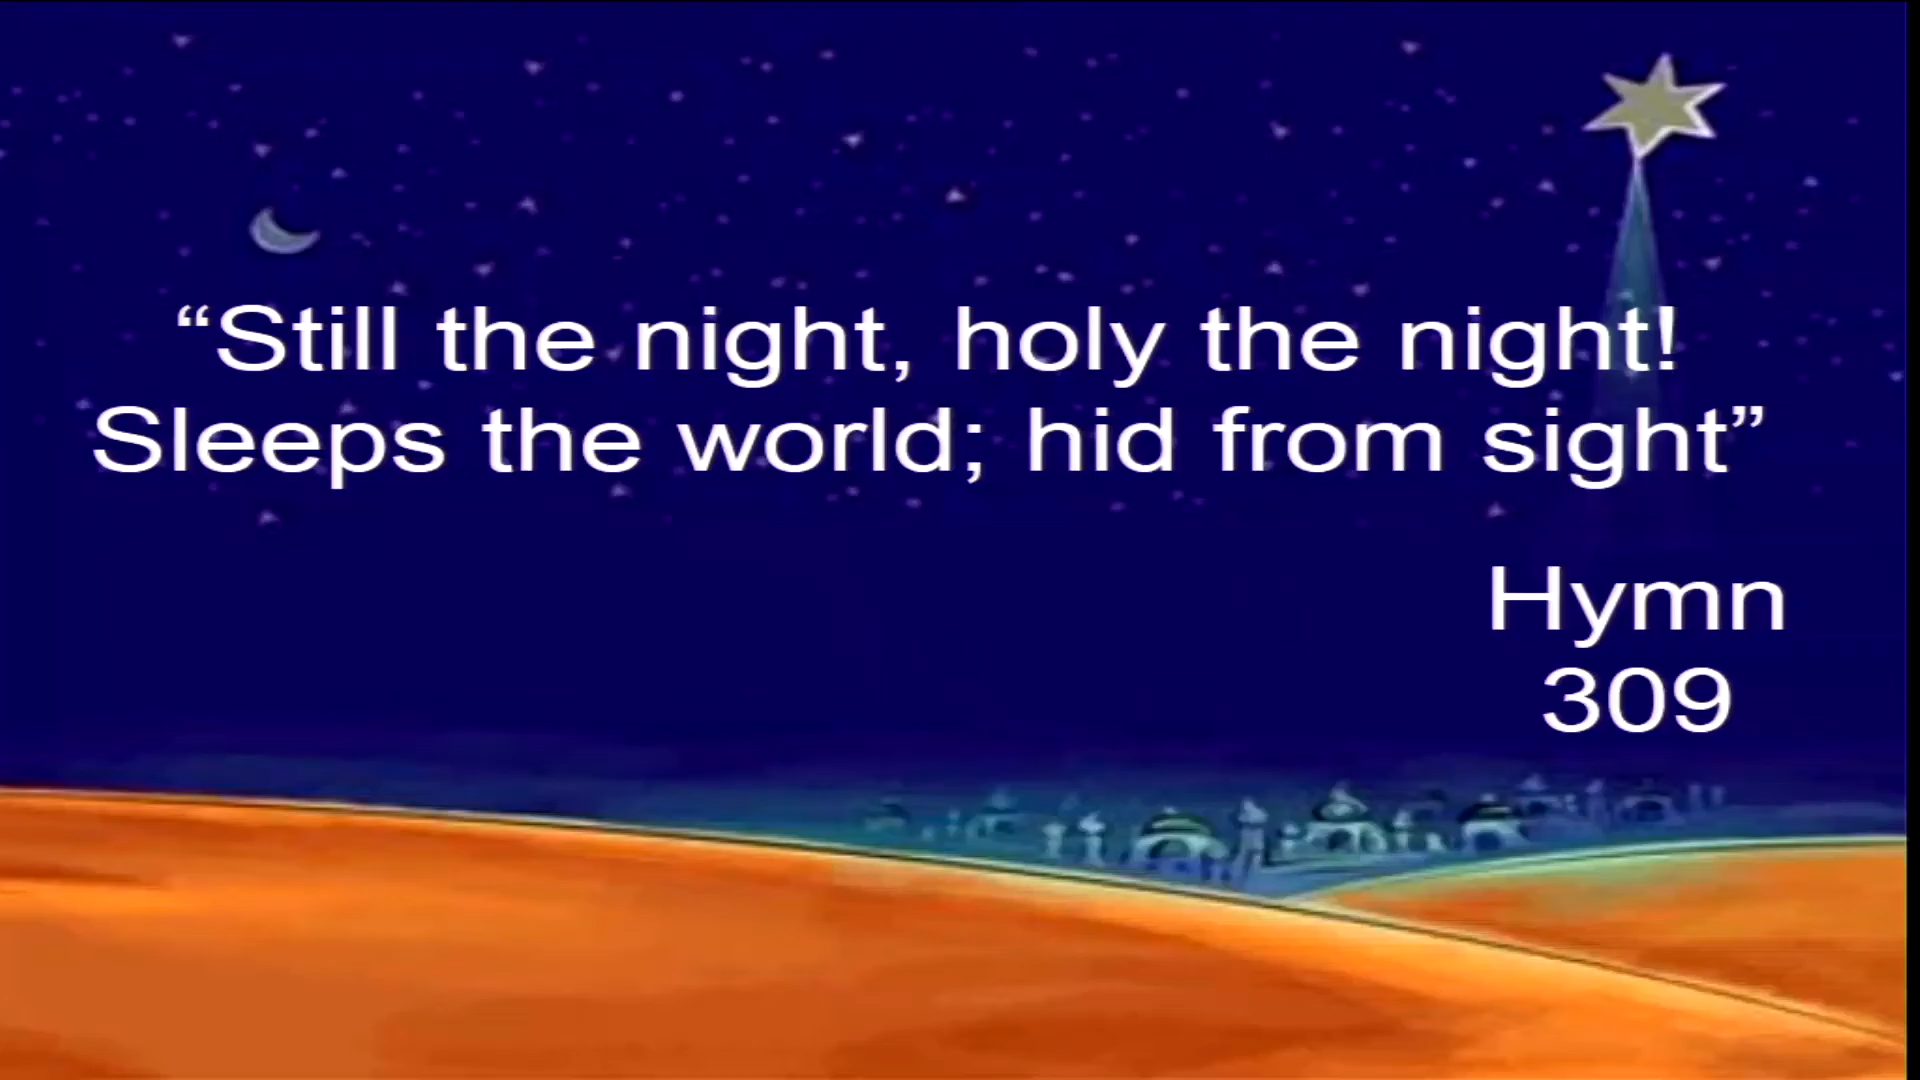 “Still the night, holy the night!
Sleeps the world; hid from sight”
Hymn
309